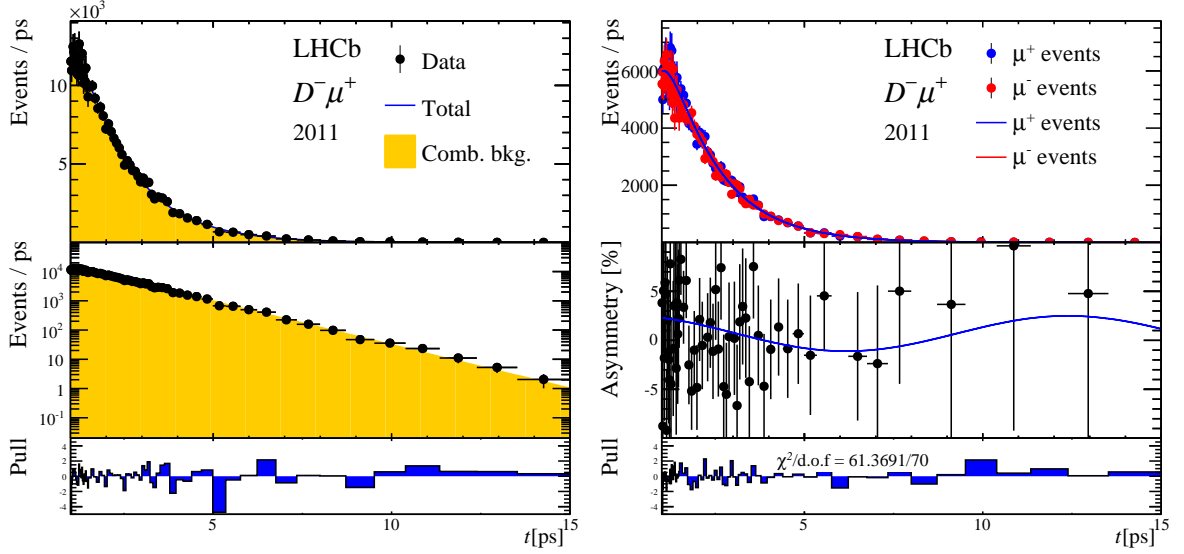 ×10³
Events / ps
10
5
LHCb
D⁻μ⁺
2011
Data
Total
Comb. bkg.
Events / ps
10⁴
10³
10²
10
1
10⁻¹
Pull
4
2
0
-2
-4
5
10
15
t[ps]
Events / ps
6000
4000
2000
LHCb
D⁻μ⁺
2011
μ⁺ events
μ⁻ events
μ⁺ events
μ⁻ events
Asymmetry [%]
5
0
-5
Pull
4
2
0
-2
-4
χ²/d.o.f = 61.3691/70
5
10
15
t[ps]